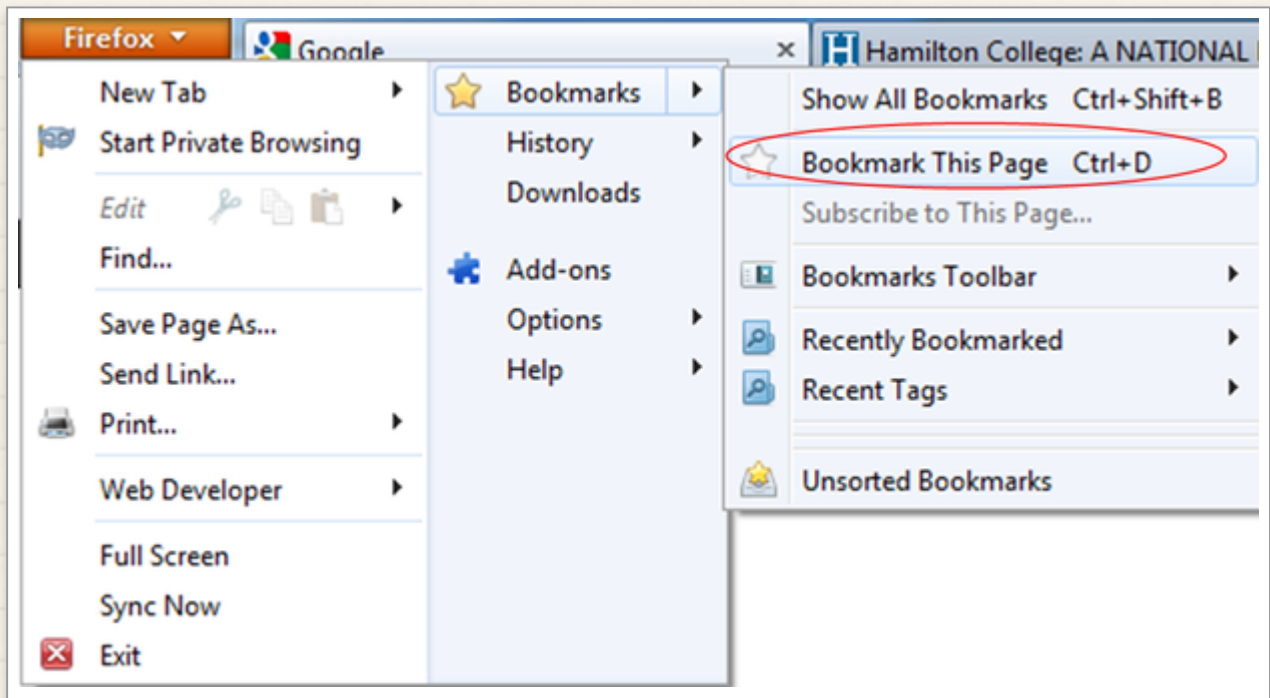 Firefox
Google
Hamilton College: A NATIONAL
New Tab
Start Private Browsing
Edit
Find...
Save Page As...
Send Link...
Print...
Web Developer
Full Screen
Sync Now
Exit
Bookmarks
History
Downloads
Add-ons
Options
Help
Show All Bookmarks Ctrl+Shift+B
Bookmark This Page Ctrl+D
Subscribe to This Page...
Bookmarks Toolbar
Recently Bookmarked
Recent Tags
Unsorted Bookmarks